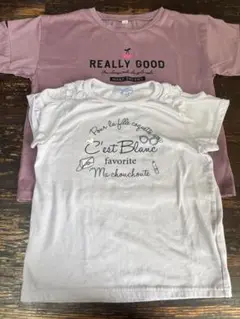 REALLY GOOD
Pour la fille coquette
C'est Blanc
favorite
Ma chouchoute